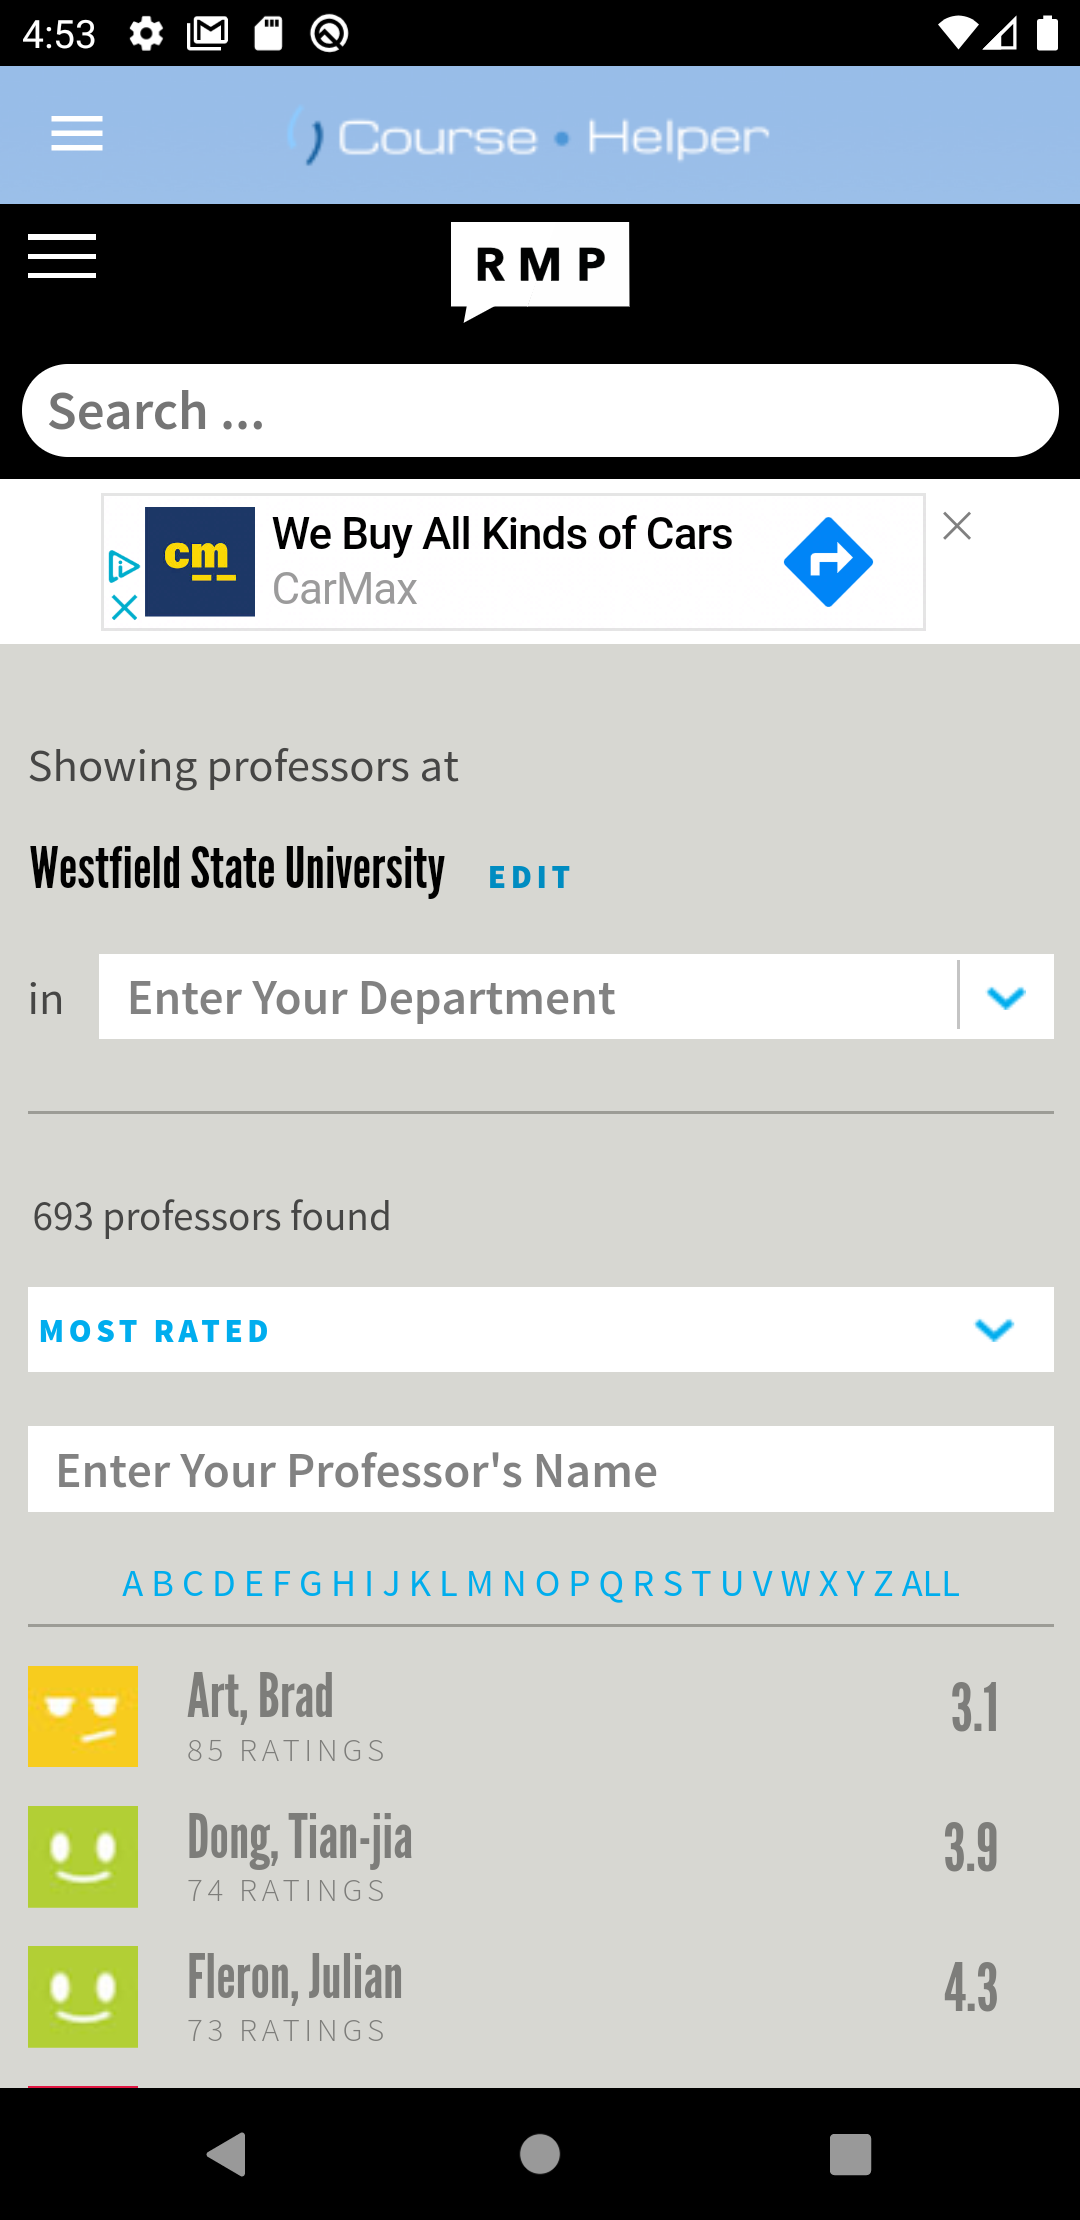 4:53
Course • Helper
RMP
Search ...
cm
We Buy All Kinds of Cars
CarMax
Showing professors at
Westfield State University EDIT
in Enter Your Department
693 professors found
MOST RATED
Enter Your Professor's Name
A B C D E F G H I J K L M N O P Q R S T U V W X Y Z ALL
Art, Brad 3.1
85 RATINGS
Dong, Tian-jia 3.9
74 RATINGS
Fleron, Julian 4.3
73 RATINGS